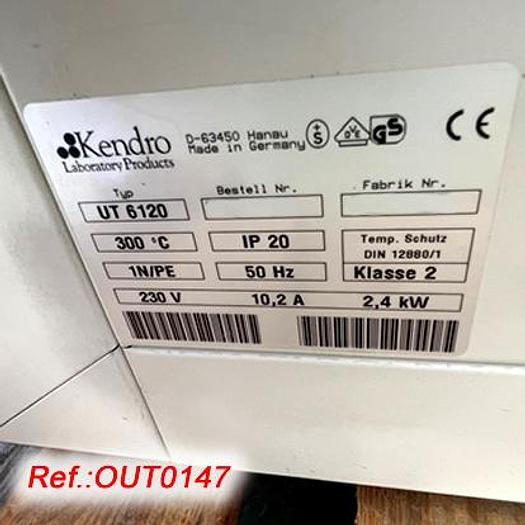 Kendro D-63450 Hanau
Laboratory Products Made in Germany
S VDE GS CE
Typ Bestell Nr. Fabrik Nr.
UT 6120
300 °C IP 20 Temp. Schutz
DIN 12880/1
1N/PE 50 Hz Klasse 2
230 V 10,2 A 2,4 kW
Ref.:OUT0147